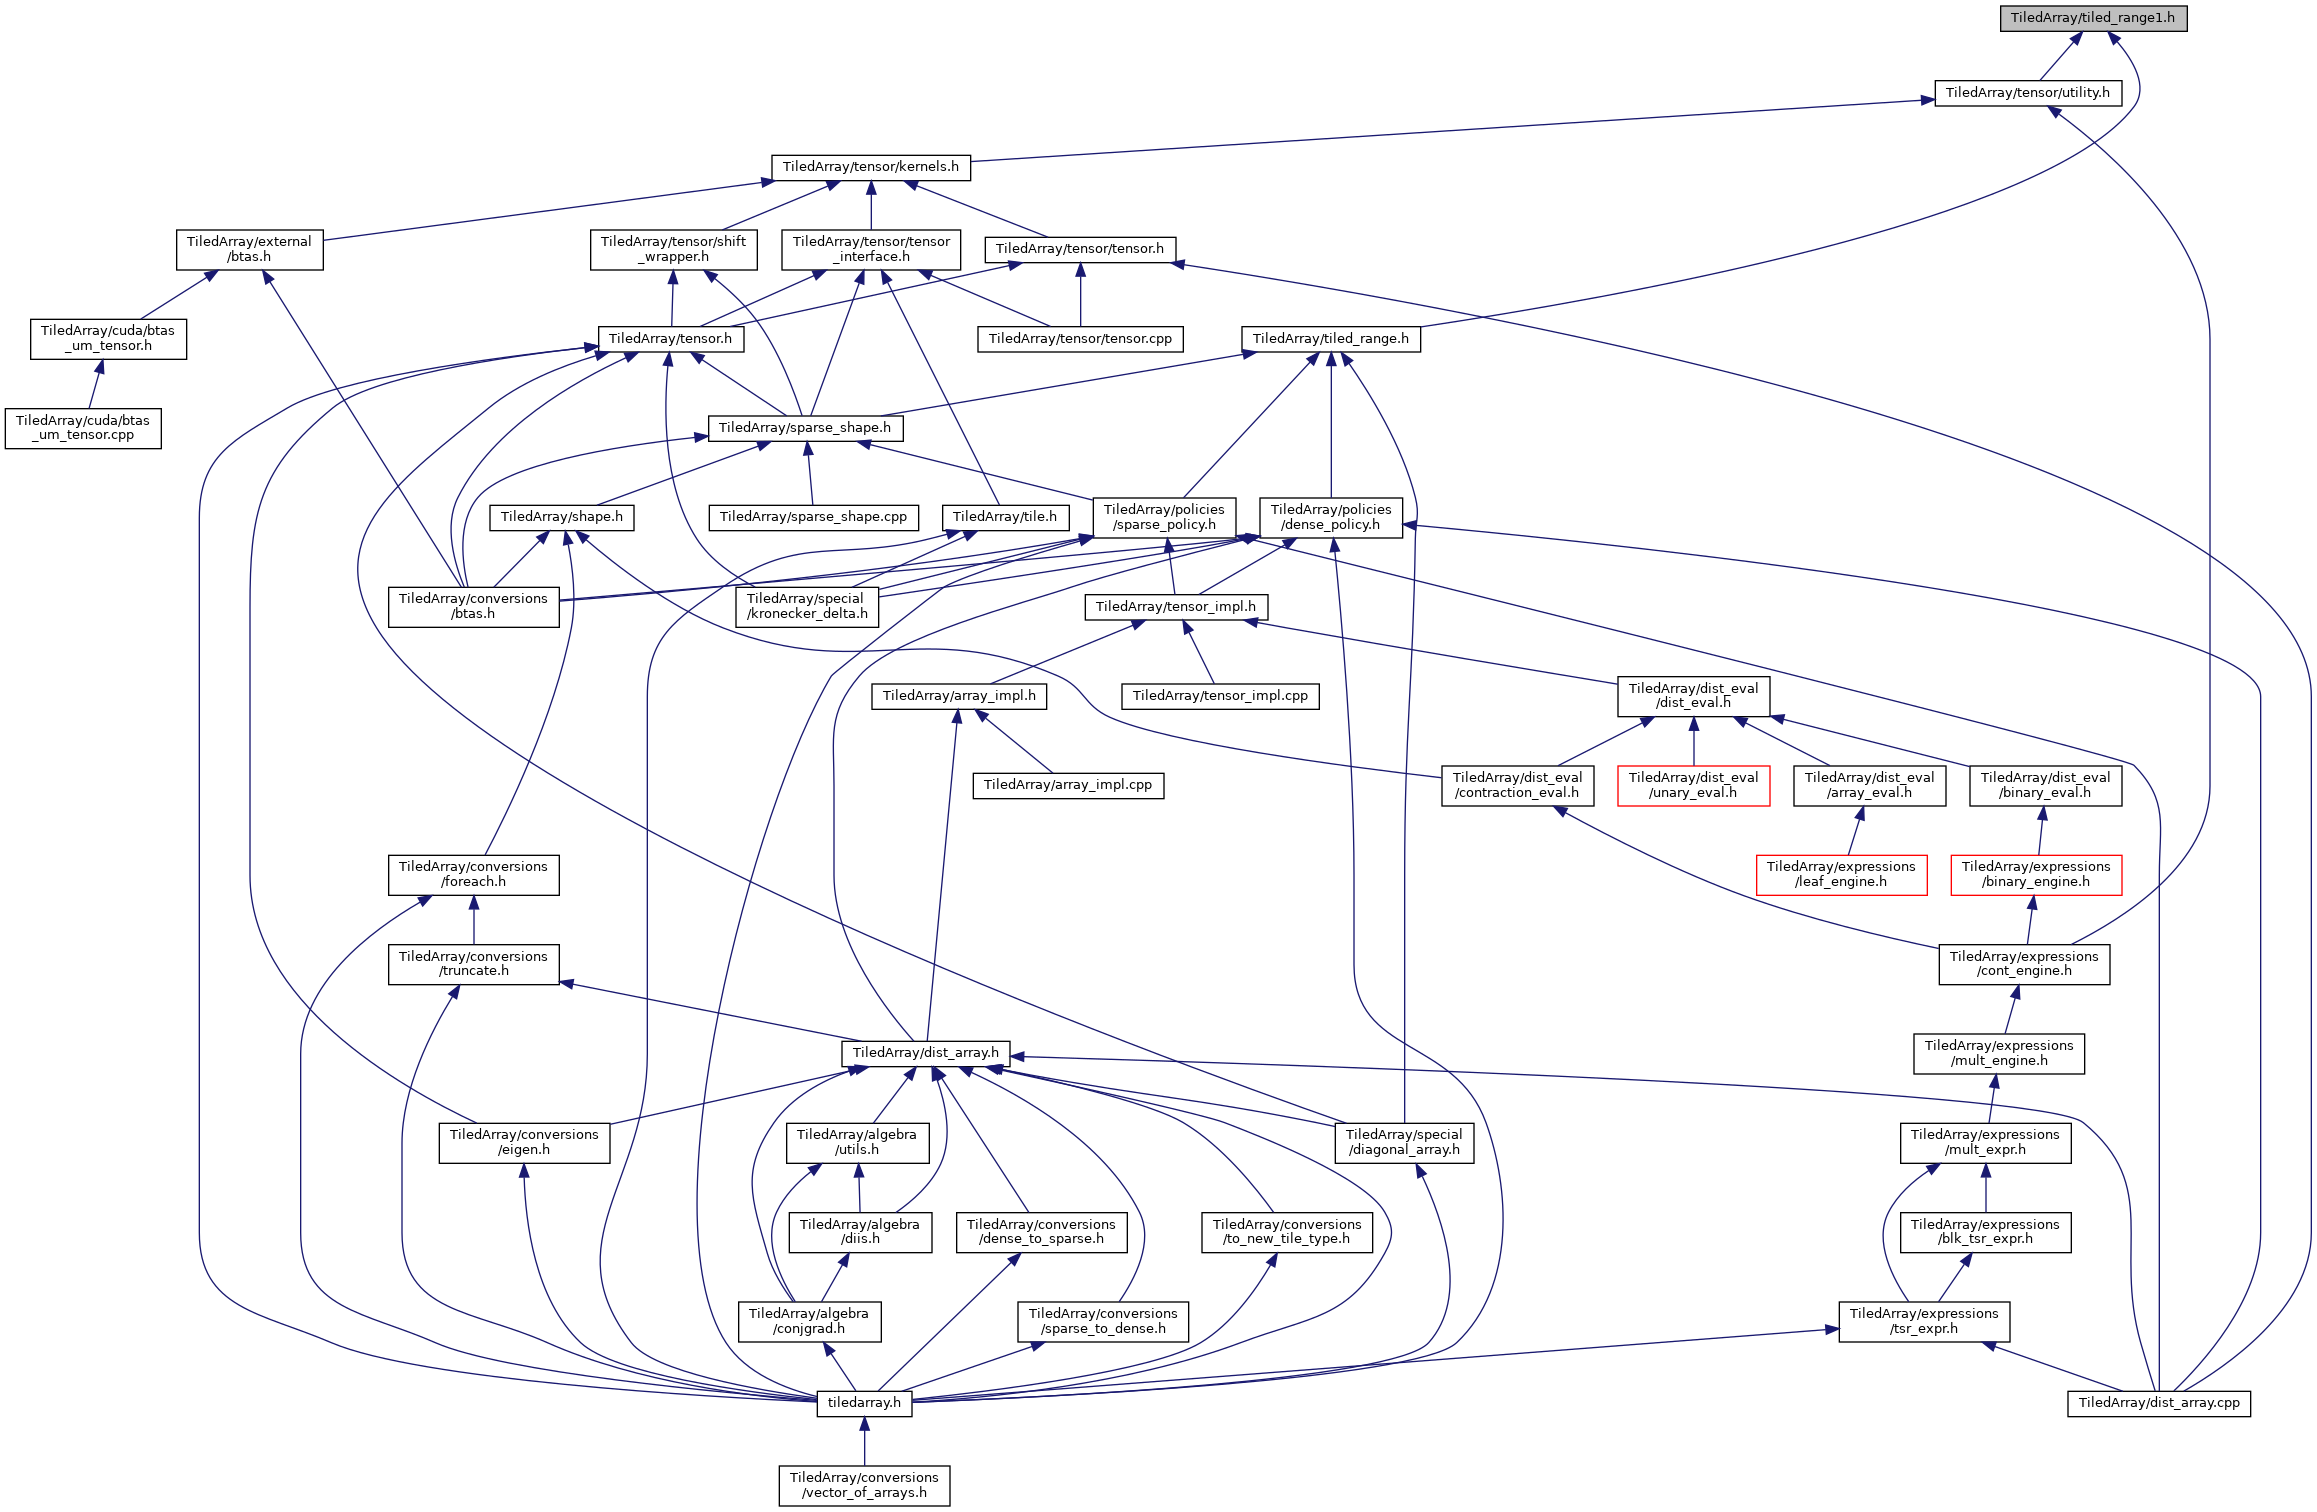 TiledArray/tiled_range1.h
TiledArray/tensor/utility.h
TiledArray/tensor/kernels.h
TiledArray/external
/btas.h
TiledArray/tensor/shift
_wrapper.h
TiledArray/tensor/tensor
_interface.h
TiledArray/tensor/tensor.h
TiledArray/cuda/btas
_um_tensor.h
TiledArray/tensor.h
TiledArray/tensor/tensor.cpp
TiledArray/tiled_range.h
TiledArray/cuda/btas
_um_tensor.cpp
TiledArray/sparse_shape.h
TiledArray/shape.h
TiledArray/sparse_shape.cpp
TiledArray/tile.h
TiledArray/policies
/sparse_policy.h
TiledArray/policies
/dense_policy.h
TiledArray/conversions
/btas.h
TiledArray/special
/kronecker_delta.h
TiledArray/tensor_impl.h
TiledArray/array_impl.h
TiledArray/tensor_impl.cpp
TiledArray/dist_eval
/dist_eval.h
TiledArray/array_impl.cpp
TiledArray/dist_eval
/contraction_eval.h
TiledArray/dist_eval
/unary_eval.h
TiledArray/dist_eval
/array_eval.h
TiledArray/dist_eval
/binary_eval.h
TiledArray/conversions
/foreach.h
TiledArray/expressions
/leaf_engine.h
TiledArray/expressions
/binary_engine.h
TiledArray/conversions
/truncate.h
TiledArray/expressions
/cont_engine.h
TiledArray/dist_array.h
TiledArray/expressions
/mult_engine.h
TiledArray/conversions
/eigen.h
TiledArray/algebra
/utils.h
TiledArray/special
/diagonal_array.h
TiledArray/expressions
/mult_expr.h
TiledArray/algebra
/diis.h
TiledArray/conversions
/dense_to_sparse.h
TiledArray/conversions
/to_new_tile_type.h
TiledArray/expressions
/blk_tsr_expr.h
TiledArray/algebra
/conjgrad.h
TiledArray/conversions
/sparse_to_dense.h
TiledArray/expressions
/tsr_expr.h
tiledarray.h
TiledArray/dist_array.cpp
TiledArray/conversions
/vector_of_arrays.h